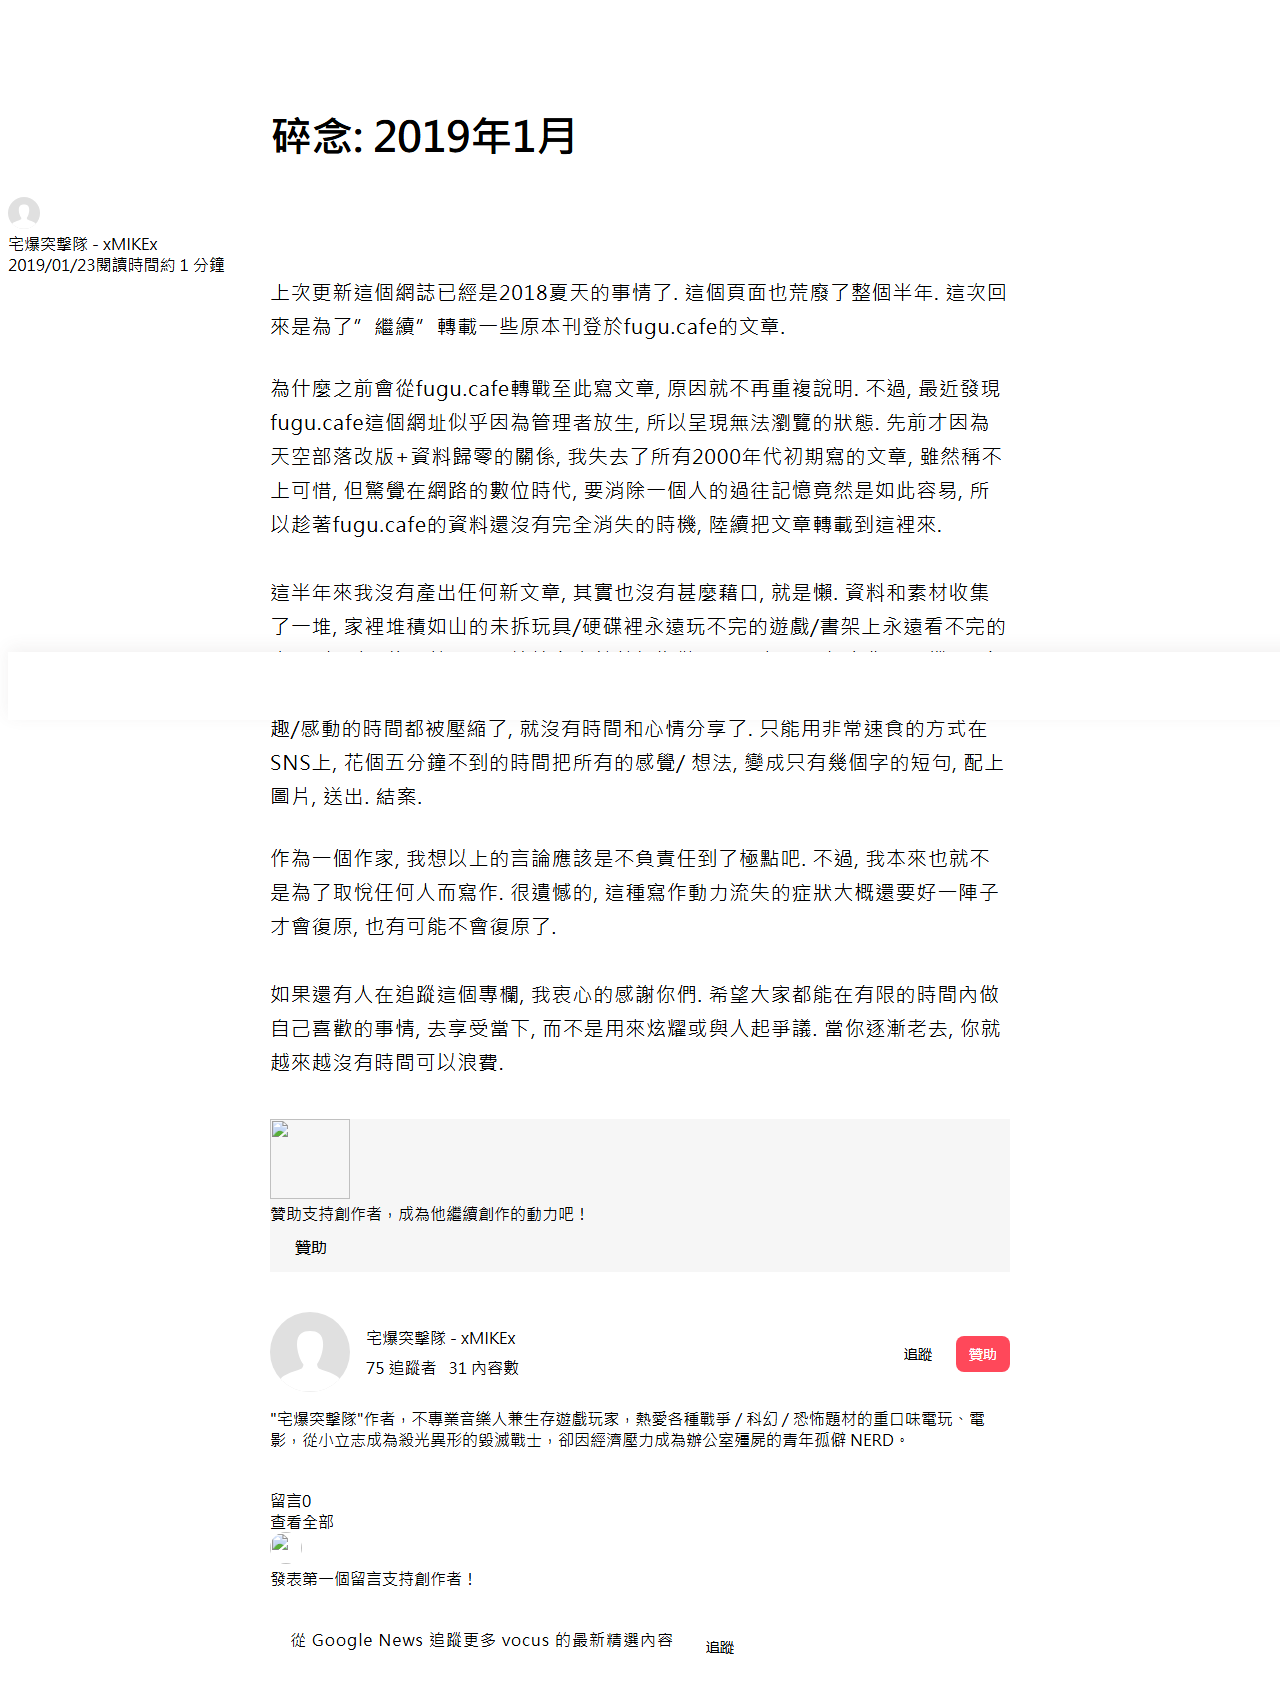 碎念: 2019年1月
宅爆突擊隊 - xMIKEx
2019/01/23閱讀時間約 1 分鐘
上次更新這個網誌已經是2018夏天的事情了. 這個頁面也荒廢了整個半年. 這次回
來是為了”繼續”轉載一些原本刊登於fugu.cafe的文章.
為什麼之前會從fugu.cafe轉戰至此寫文章, 原因就不再重複說明. 不過, 最近發現
fugu.cafe這個網址似乎因為管理者放生, 所以呈現無法瀏覽的狀態. 先前才因為
天空部落改版+資料歸零的關係, 我失去了所有2000年代初期寫的文章, 雖然稱不
上可惜, 但驚覺在網路的數位時代, 要消除一個人的過往記憶竟然是如此容易, 所
以趁著fugu.cafe的資料還沒有完全消失的時機, 陸續把文章轉載到這裡來.
這半年來我沒有產出任何新文章, 其實也沒有甚麼藉口, 就是懶. 資料和素材收集
了一堆, 家裡堆積如山的未拆玩具/硬碟裡永遠玩不完的遊戲/書架上永遠看不完的
趣/感動的時間都被壓縮了, 就沒有時間和心情分享了. 只能用非常速食的方式在
SNS上, 花個五分鐘不到的時間把所有的感覺/ 想法, 變成只有幾個字的短句, 配上
圖片, 送出. 結案.
作為一個作家, 我想以上的言論應該是不負責任到了極點吧. 不過, 我本來也就不
是為了取悅任何人而寫作. 很遺憾的, 這種寫作動力流失的症狀大概還要好一陣子
才會復原, 也有可能不會復原了.
如果還有人在追蹤這個專欄, 我衷心的感謝你們. 希望大家都能在有限的時間內做
自己喜歡的事情, 去享受當下, 而不是用來炫耀或與人起爭議. 當你逐漸老去, 你就
越來越沒有時間可以浪費.
贊助支持創作者，成為他繼續創作的動力吧！
贊助
宅爆突擊隊 - xMIKEx
75 追蹤者 31 內容數
追蹤
贊助
"宅爆突擊隊"作者，不專業音樂人兼生存遊戲玩家，熱愛各種戰爭 / 科幻 / 恐怖題材的重口味電玩、電
影，從小立志成為殺光異形的毀滅戰士，卻因經濟壓力成為辦公室殭屍的青年孤僻 NERD。
留言0
查看全部
發表第一個留言支持創作者！
從 Google News 追蹤更多 vocus 的最新精選內容
追蹤